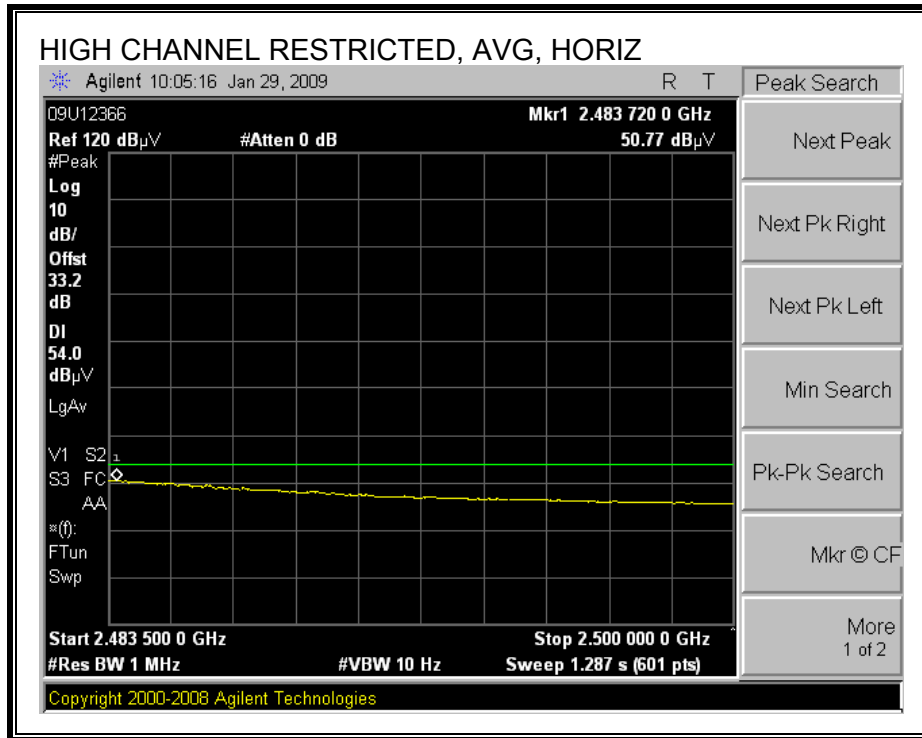 HIGH CHANNEL RESTRICTED, AVG, HORIZ
Agilent 10:05:16 Jan 29, 2009 R T
Peak Search
09U12366 Mkr1 2.483 720 0 GHz
Ref 120 dBµV #Atten 0 dB 50.77 dBµV
#Peak
Log
10
dB/
Offst
33.2
dB
DI
54.0
dBµV
LgAv
V1 S2
S3 FC
AA
¤(f):
FTun
Swp
1
Start 2.483 500 0 GHz Stop 2.500 000 0 GHz ^
#Res BW 1 MHz #VBW 10 Hz Sweep 1.287 s (601 pts)
Next Peak
Next Pk Right
Next Pk Left
Min Search
Pk-Pk Search
Mkr © CF
More
1 of 2
Copyright 2000-2008 Agilent Technologies